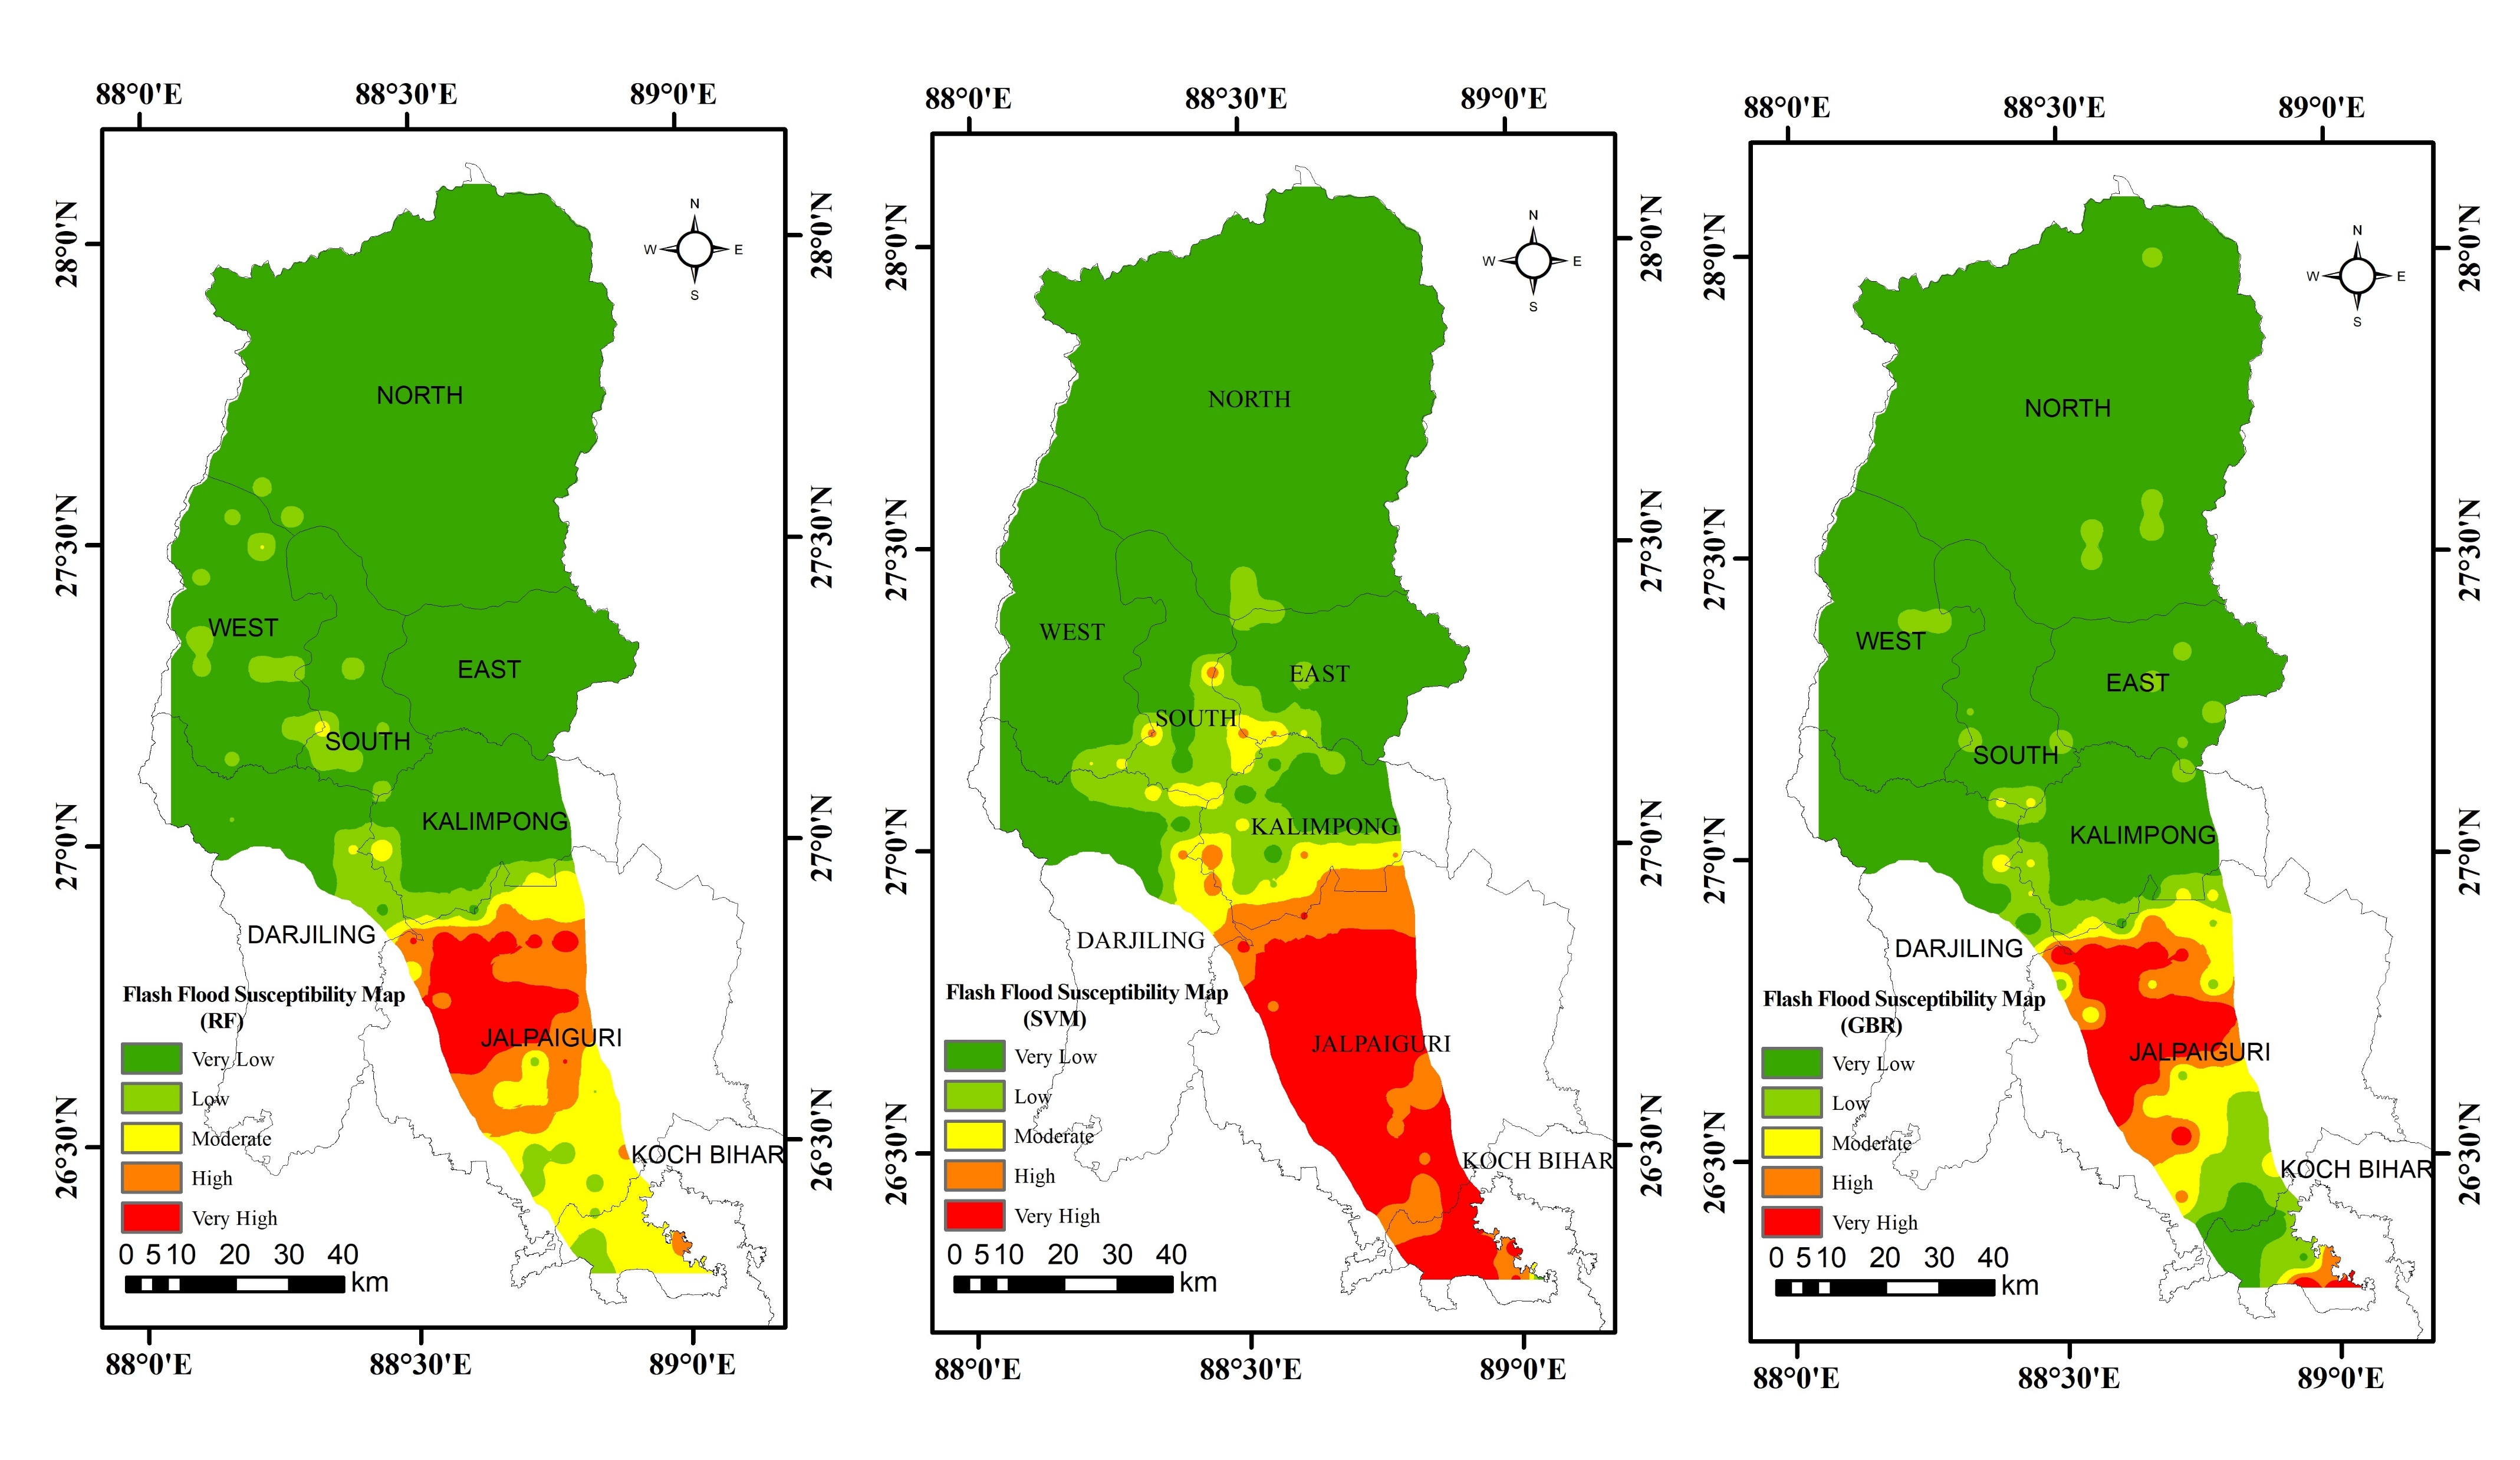 88°0'E 88°30'E 89°0'E
N
W E
S
28°0'N 28°0'N
NORTH
27°30'N 27°30'N
WEST
EAST
SOUTH
KALIMPONG
27°0'N 27°0'N
DARJILING
Flash Flood Susceptibility Map
(RF)
JALPAIGURI
Very Low
Low
Moderate
High
Very High
KOCH BIHAR
26°30'N 26°30'N
0 5 10 20 30 40
km
88°0'E 88°30'E 89°0'E
88°0'E 88°30'E 89°0'E
N
W E
S
28°0'N 28°0'N
NORTH
27°30'N 27°30'N
WEST
EAST
SOUTH
KALIMPONG
27°0'N 27°0'N
DARJILING
Flash Flood Susceptibility Map
(SVM)
JALPAIGURI
Very Low
Low
Moderate
High
Very High
KOCH BIHAR
26°30'N 26°30'N
0 5 10 20 30 40
km
88°0'E 88°30'E 89°0'E
88°0'E 88°30'E 89°0'E
N
W E
S
28°0'N 28°0'N
NORTH
27°30'N 27°30'N
WEST
EAST
SOUTH
KALIMPONG
27°0'N 27°0'N
DARJILING
Flash Flood Susceptibility Map
(GBR)
JALPAIGURI
Very Low
Low
Moderate
High
Very High
KOCH BIHAR
26°30'N 26°30'N
0 5 10 20 30 40
km
88°0'E 88°30'E 89°0'E